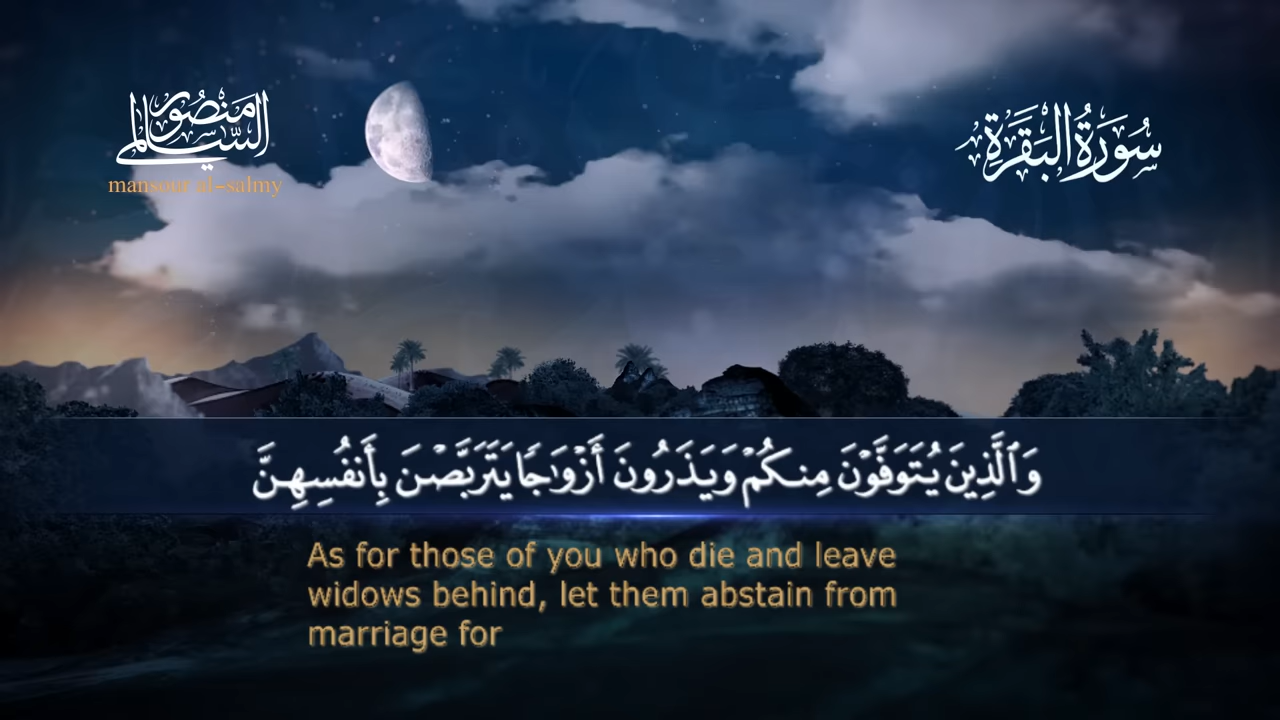 منصور
السالمي
mansour al-salmy
سُورَةُ البَقَرَةِ
وَٱلَّذِينَ يُتَوَفَّوْنَ مِنكُمْ وَيَذَرُونَ أَزْوَٰجًا يَتَرَبَّصْنَ بِأَنفُسِهِنَّ
As for those of you who die and leave
widows behind, let them abstain from
marriage for